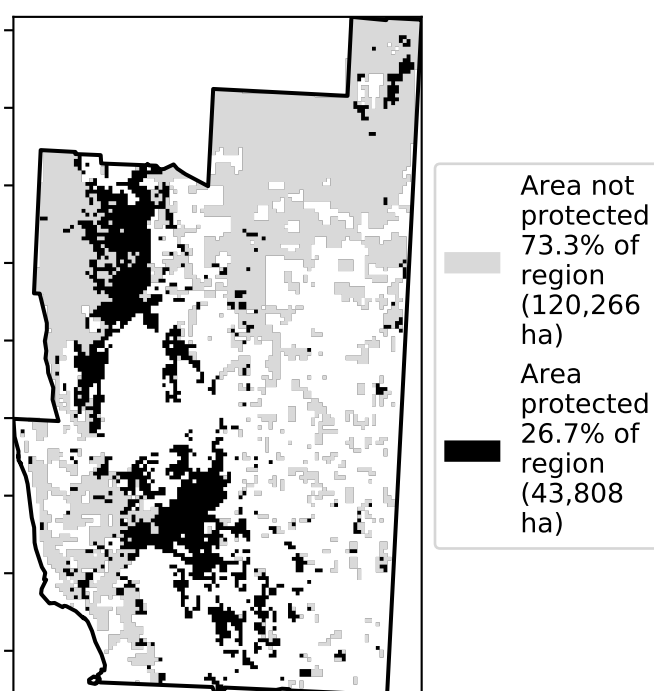 Area not
protected
73.3% of
region
(120,266
ha)
Area
protected
26.7% of
region
(43,808
ha)